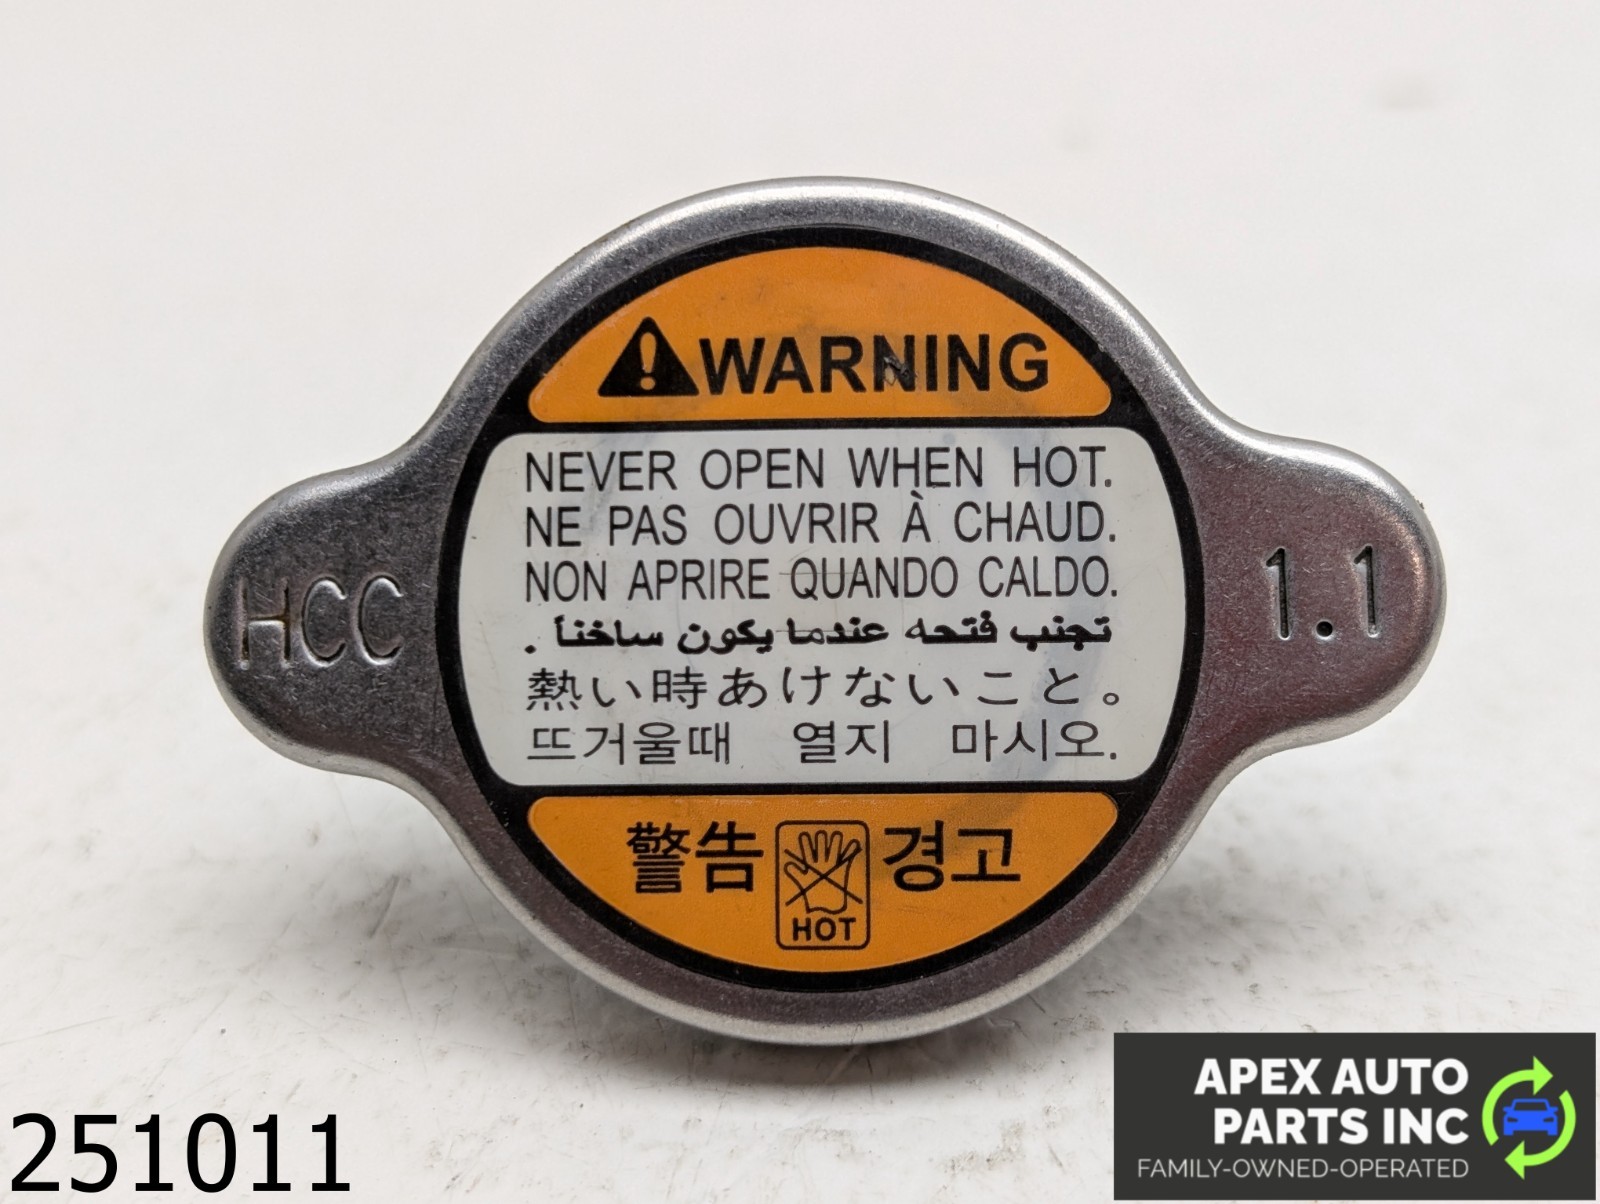 WARNING
NEVER OPEN WHEN HOT.
NE PAS OUVRIR À CHAUD.
NON APRIRE QUANDO CALDO.
تجنب فتحه عندما يكون ساخناً .
熱い時あけないこと。
뜨거울때 열지 마시오.
HCC
1.1
警告 경고
HOT
251011
APEX AUTO
PARTS INC
FAMILY-OWNED-OPERATED